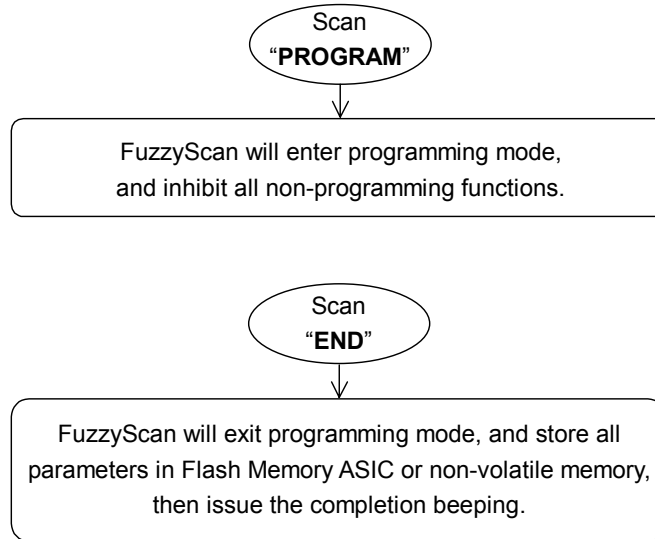 Scan
“PROGRAM”
FuzzyScan will enter programming mode,
and inhibit all non-programming functions.
Scan
“END”
FuzzyScan will exit programming mode, and store all
parameters in Flash Memory ASIC or non-volatile memory,
then issue the completion beeping.